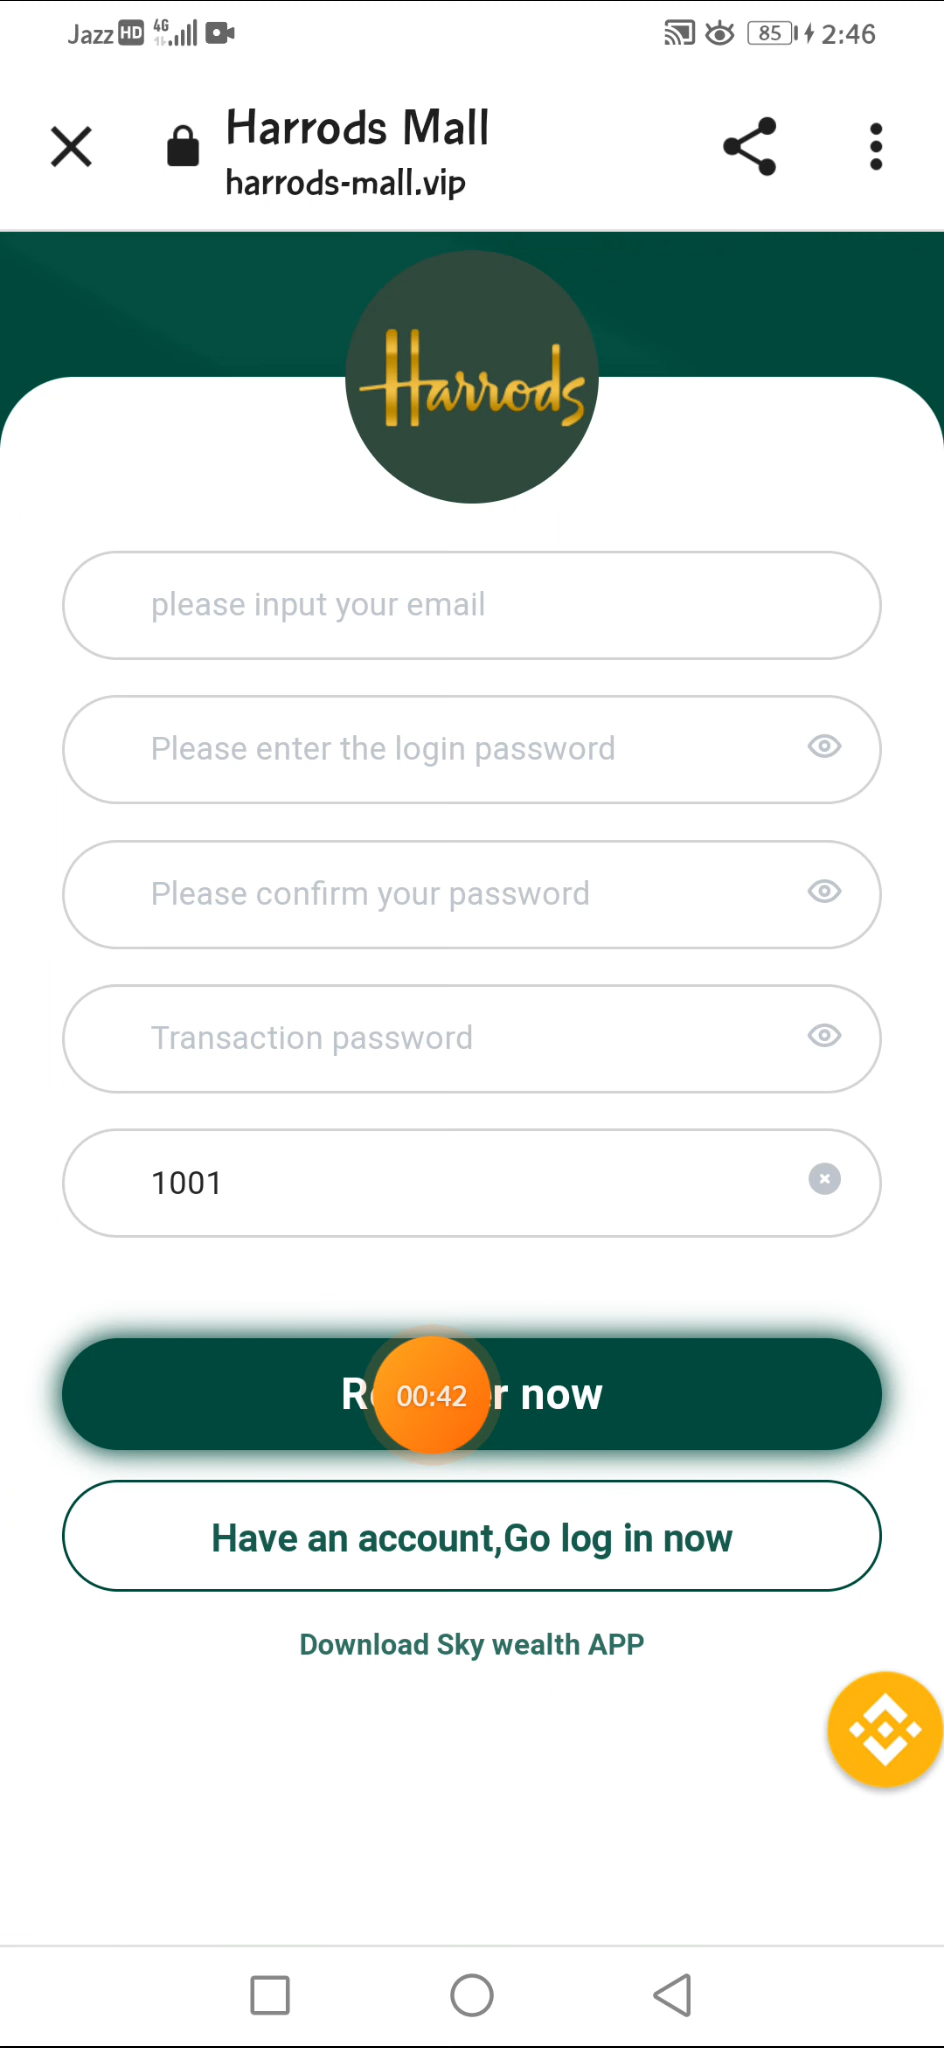 Jazz HD 4G 85 2:46
Harrods Mall
harrods-mall.vip
Harrods
please input your email
Please enter the login password
Please confirm your password
Transaction password
1001
00:42
now
Have an account,Go log in now
Download Sky wealth APP